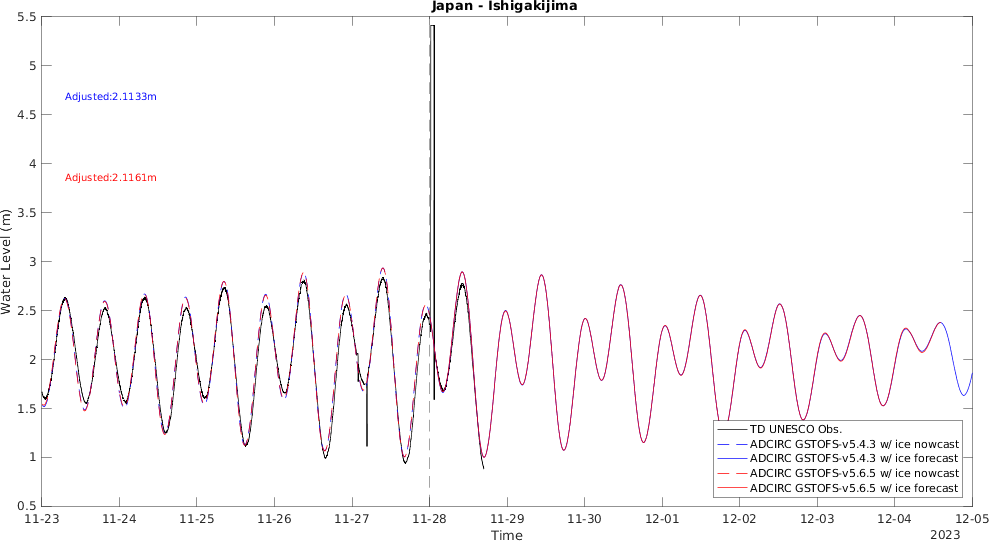 Japan - Ishigakijima
5.5
5
4.5
4
3.5
3
2.5
2
1.5
1
0.5
Water Level (m)
Adjusted:2.1133m
Adjusted:2.1161m
TD UNESCO Obs.
ADCIRC GSTOFS-v5.4.3 w/ ice nowcast
ADCIRC GSTOFS-v5.4.3 w/ ice forecast
ADCIRC GSTOFS-v5.6.5 w/ ice nowcast
ADCIRC GSTOFS-v5.6.5 w/ ice forecast
11-23 11-24 11-25 11-26 11-27 11-28 11-29 11-30 12-01 12-02 12-03 12-04 12-05
Time
2023